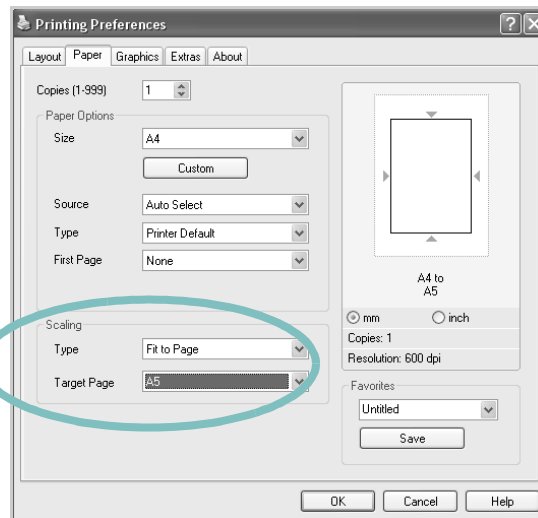 Printing Preferences
Layout Paper Graphics Extras About
Copies (1-999) 1
Paper Options
Size A4
Custom
Source Auto Select
Type Printer Default
First Page None
Scaling
Type Fit to Page
Target Page A5
A4 to
A5
mm inch
Copies: 1
Resolution: 600 dpi
Favorites
Untitled
Save
OK Cancel Help